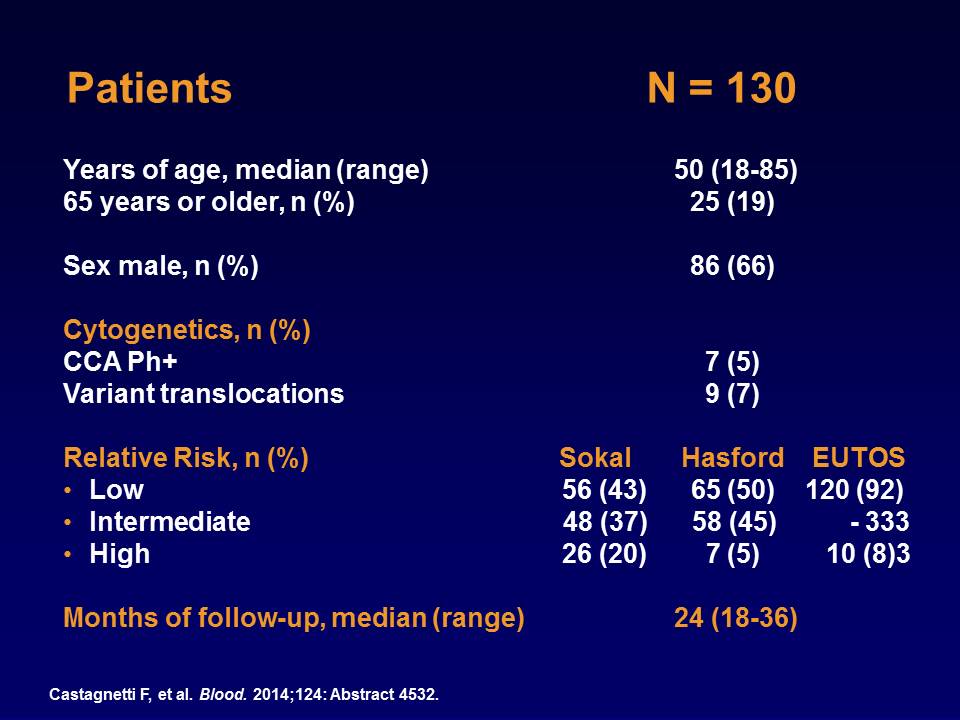 Patients N = 130
Years of age, median (range) 50 (18-85)
65 years or older, n (%) 25 (19)
Sex male, n (%) 86 (66)
Cytogenetics, n (%)
CCA Ph+ 7 (5)
Variant translocations 9 (7)
Relative Risk, n (%) Sokal Hasford EUTOS
• Low 56 (43) 65 (50) 120 (92)
• Intermediate 48 (37) 58 (45) - 333
• High 26 (20) 7 (5) 10 (8)3
Months of follow-up, median (range) 24 (18-36)
Castagnetti F, et al. Blood. 2014;124: Abstract 4532.